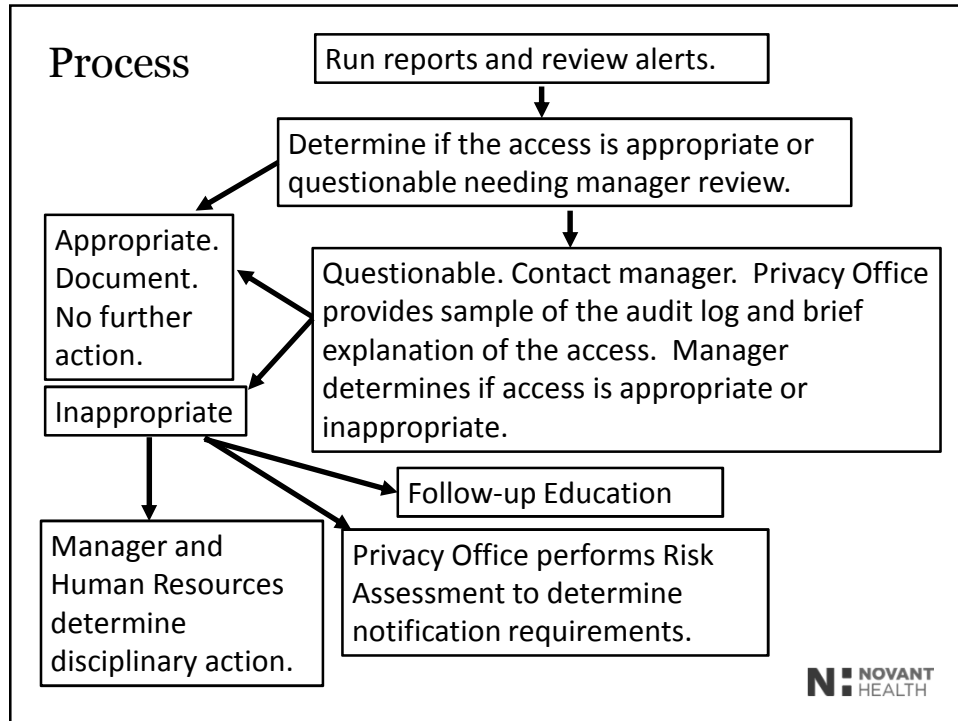 Process
Run reports and review alerts.
Determine if the access is appropriate or
questionable needing manager review.
Appropriate.
Document.
No further
action.
Questionable. Contact manager.  Privacy Office
provides sample of the audit log and brief
explanation of the access.  Manager
determines if access is appropriate or
inappropriate.
Inappropriate
Follow-up Education
Manager and
Human Resources
determine
disciplinary action.
Privacy Office performs Risk
Assessment to determine
notification requirements.
NOVANT
HEALTH